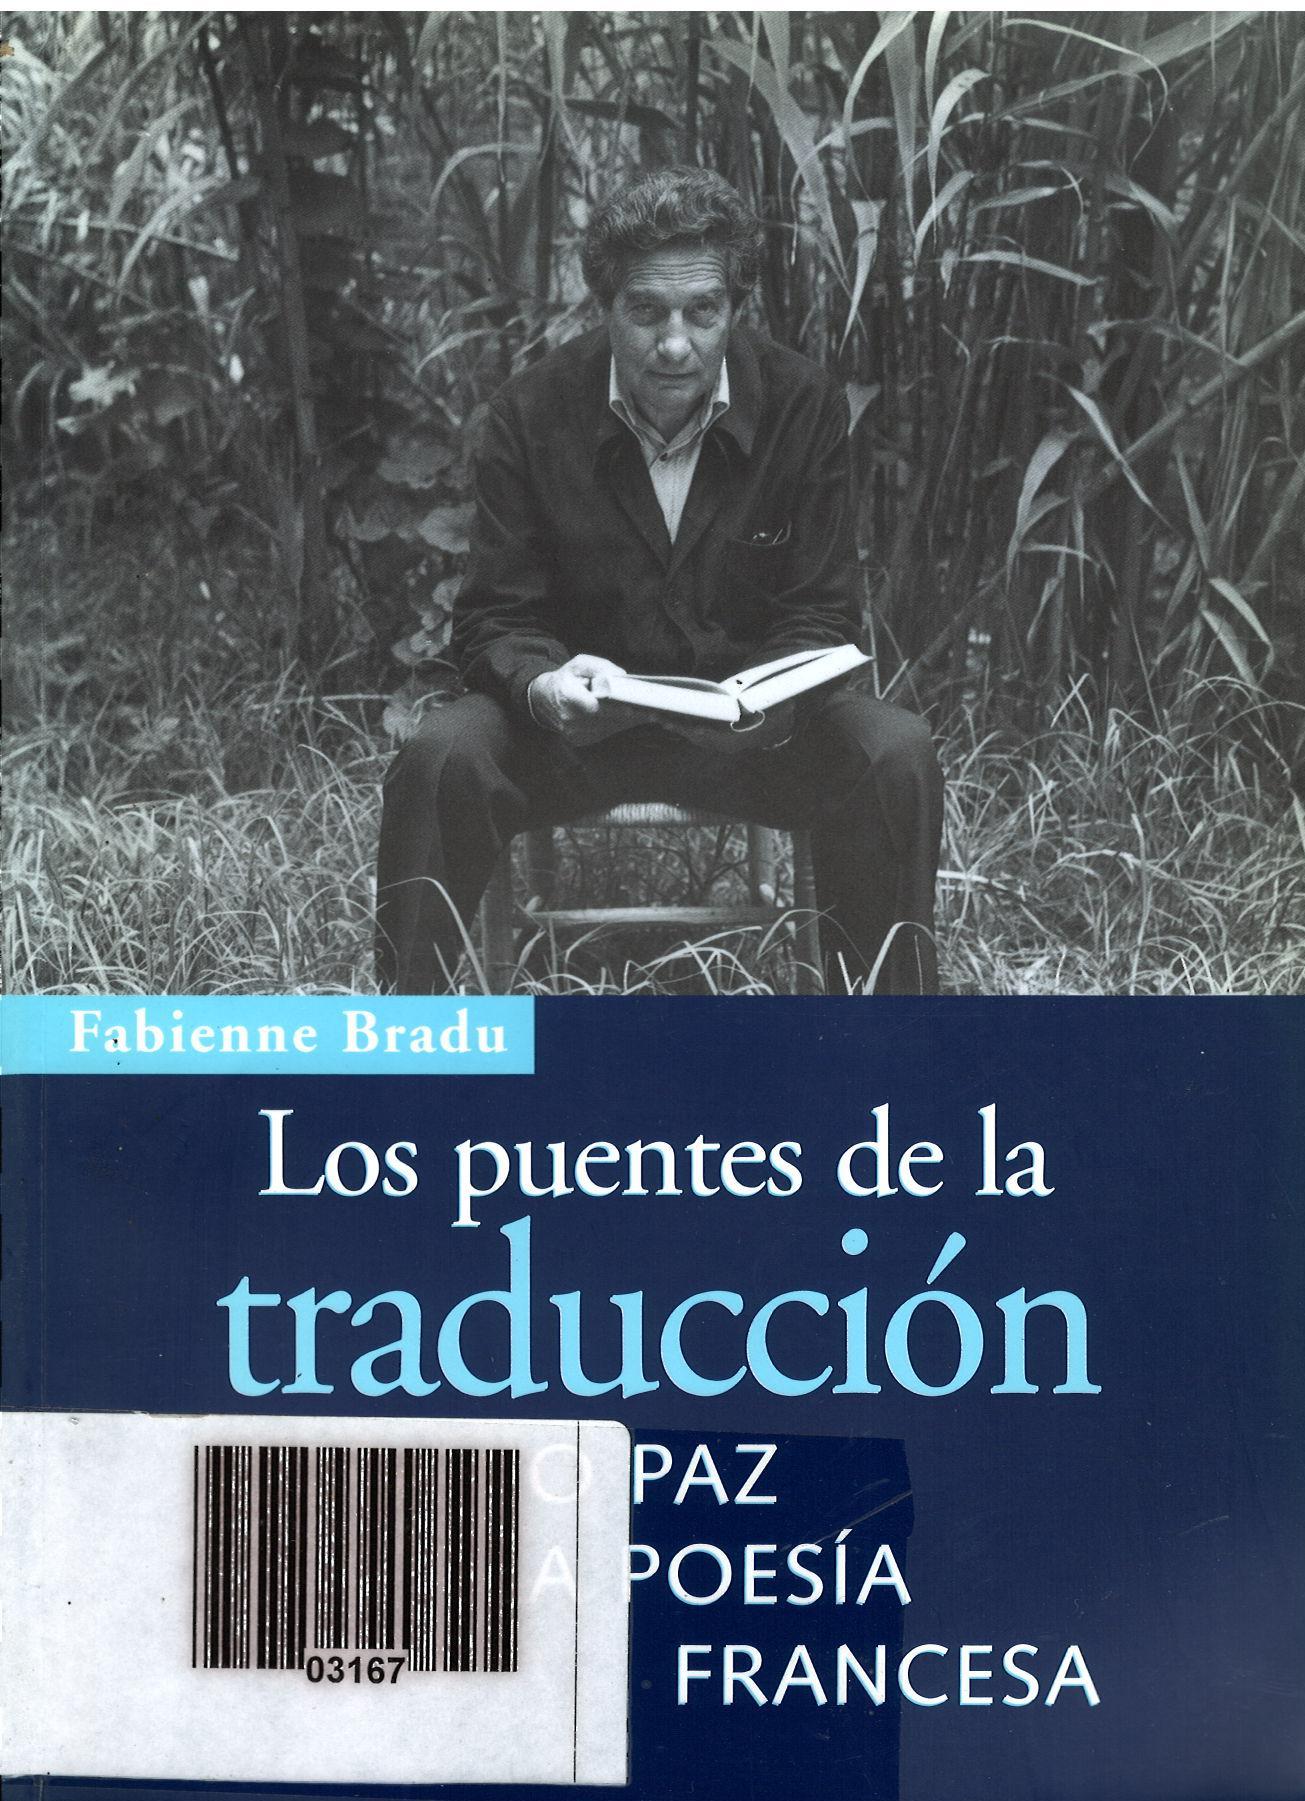 Fabienne Bradu
Los puentes de la
traducción
O PAZ
A POESÍA
FRANCESA
03167